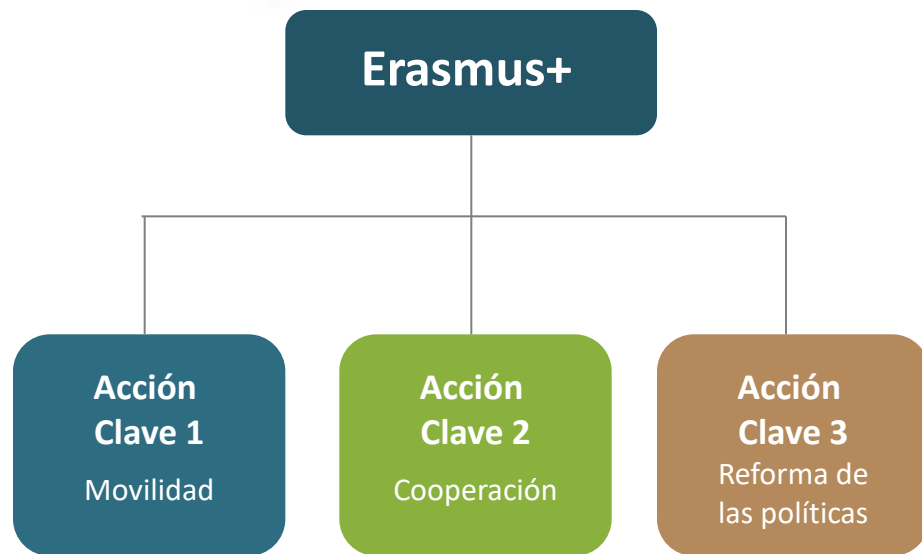 Erasmus+
Acción
Clave 1
Movilidad
Acción
Clave 2
Cooperación
Acción
Clave 3
Reforma de
las políticas